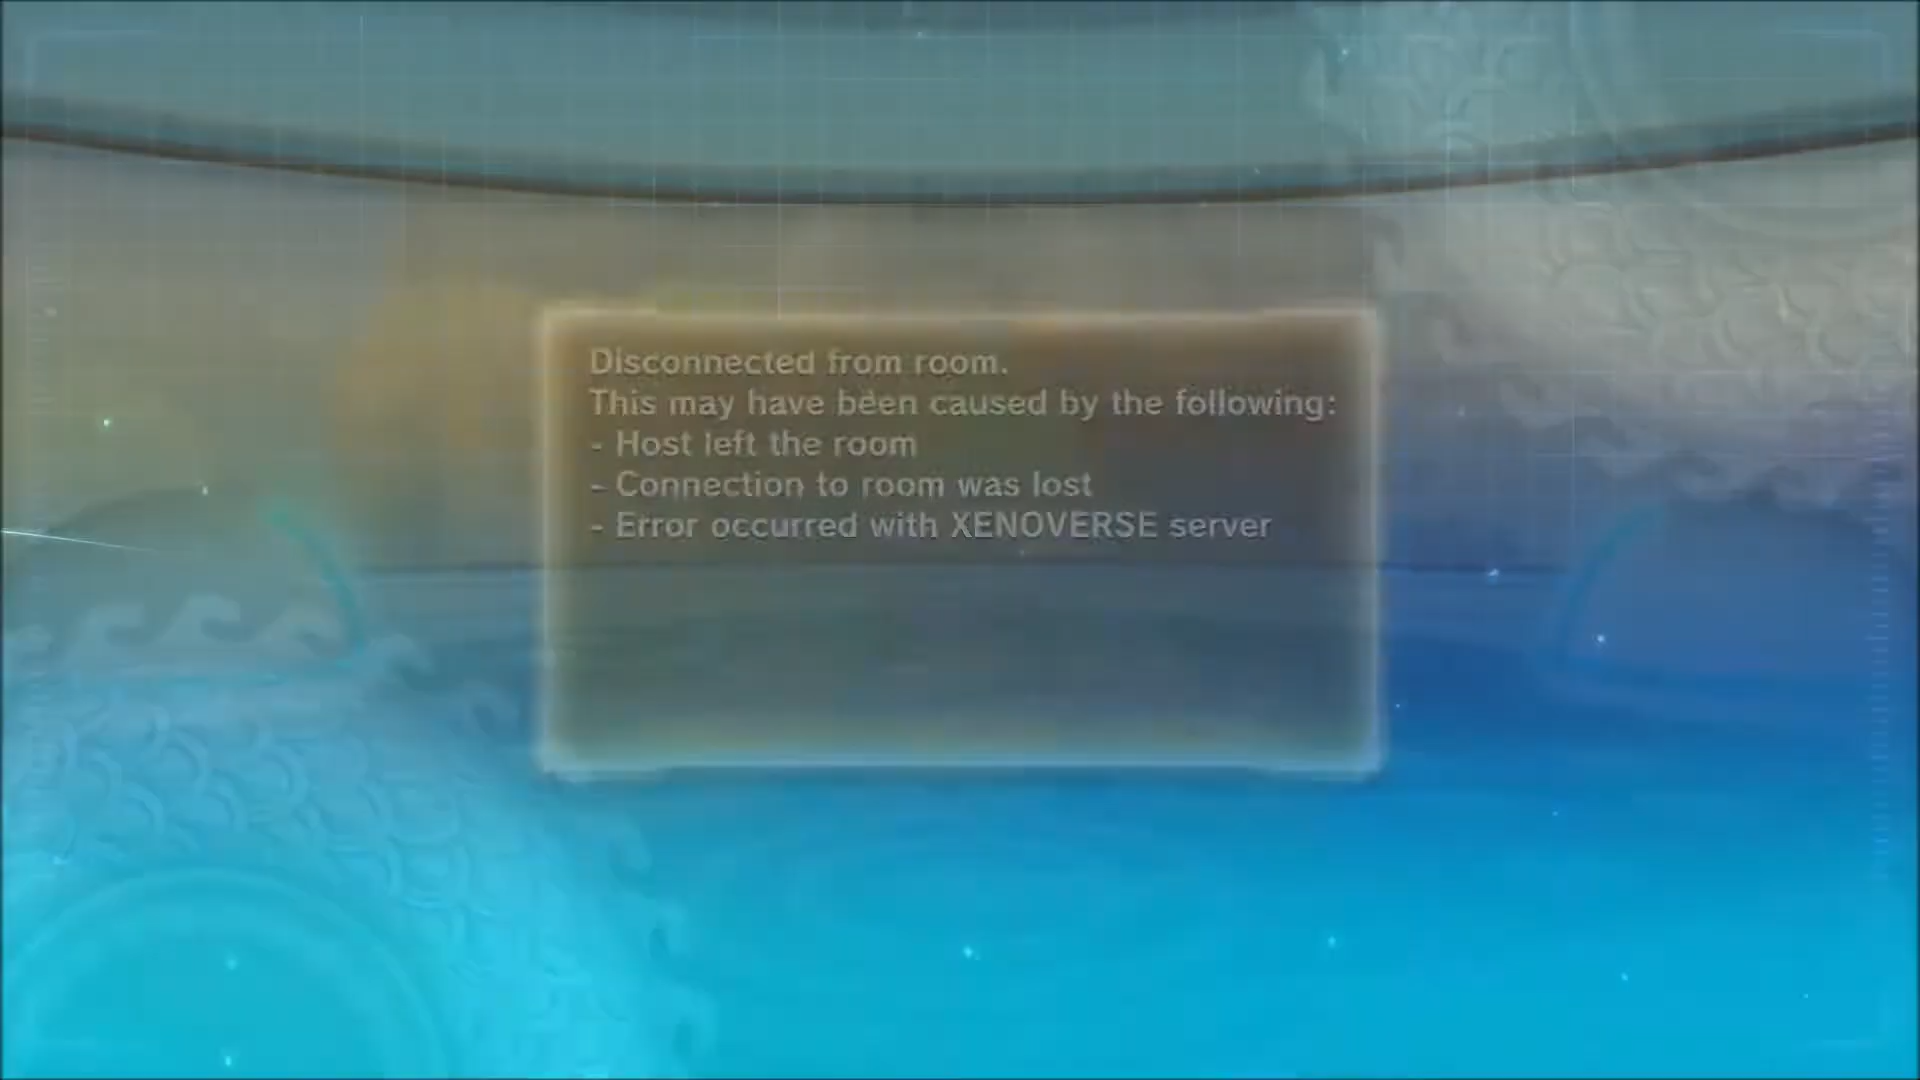 Disconnected from room.
This may have been caused by the following:
- Host left the room
- Connection to room was lost
- Error occurred with XENOVERSE server